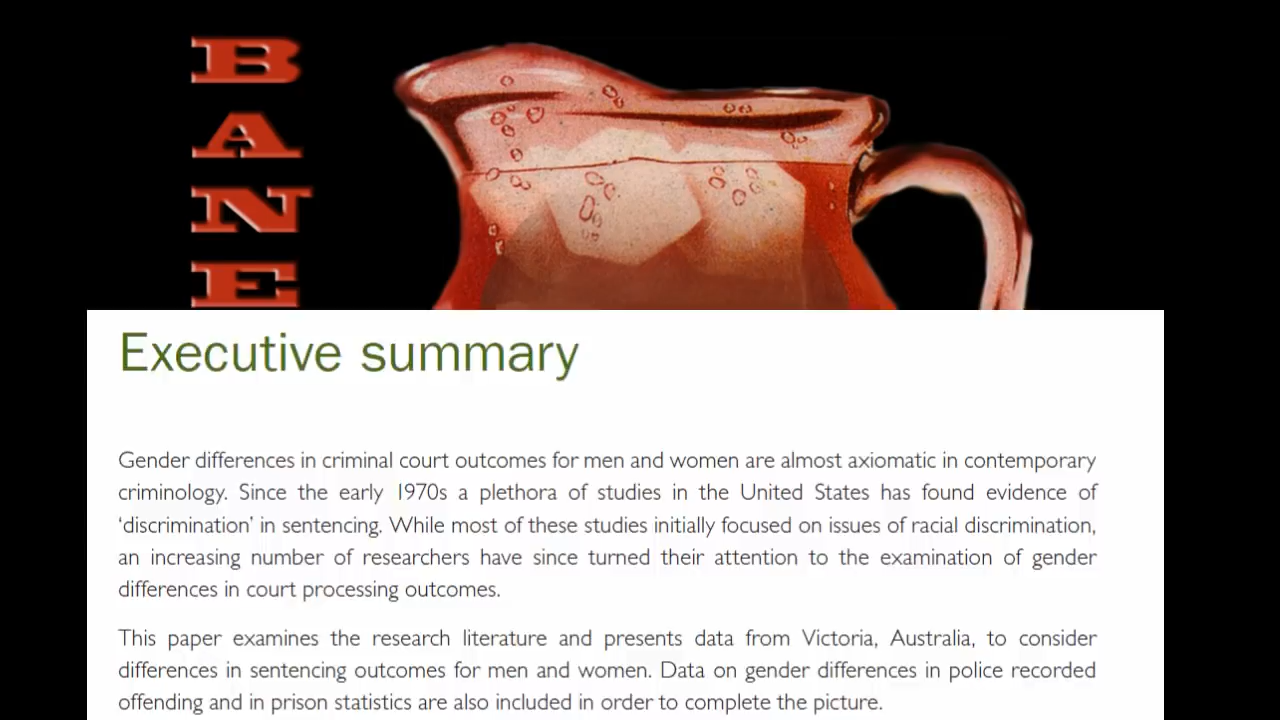 BANE
Executive summary
Gender differences in criminal court outcomes for men and women are almost axiomatic in contemporary
criminology. Since the early 1970s a plethora of studies in the United States has found evidence of
‘discrimination’ in sentencing. While most of these studies initially focused on issues of racial discrimination,
an increasing number of researchers have since turned their attention to the examination of gender
differences in court processing outcomes.
This paper examines the research literature and presents data from Victoria, Australia, to consider
differences in sentencing outcomes for men and women. Data on gender differences in police recorded
offending and in prison statistics are also included in order to complete the picture.